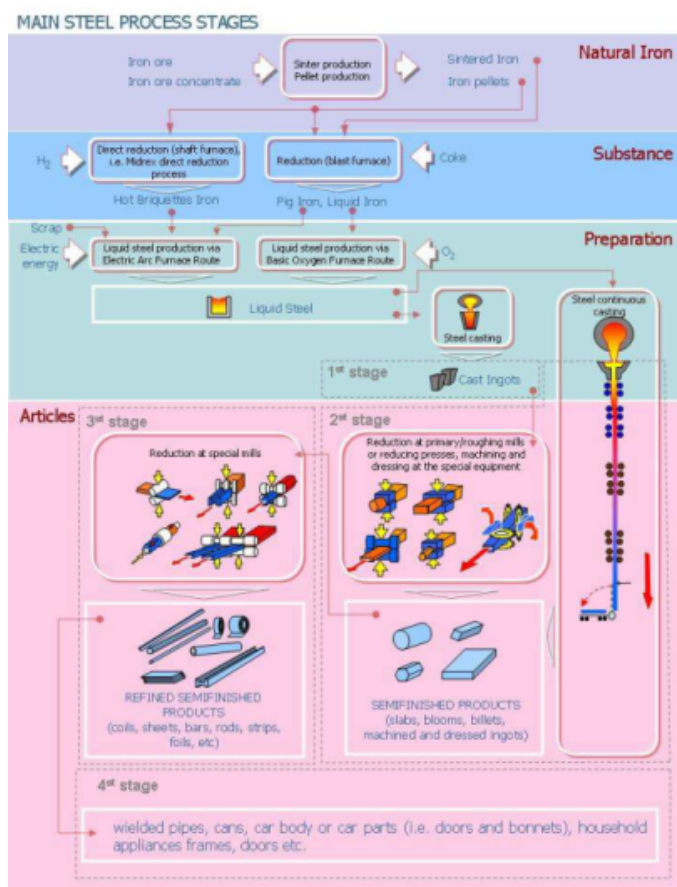 MAIN STEEL PROCESS STAGES
Natural Iron
Iron ore
Iron ore concentrate
Sinter production
Pellet production
Sintered Iron
Iron pellets
Substance
H2
Direct reduction (shaft furnace),
i.e. Midrex direct reduction
process
Reduction (blast furnace)
Coke
Hot Briquettes Iron
Pig Iron, Liquid Iron
Preparation
Scrap
Electric
energy
Liquid steel production via
Electric Arc Furnace Route
Liquid steel production via
Basic Oxygen Furnace Route
O2
Liquid Steel
Steel casting
Steel continuous
casting
1st stage
Cast Ingots
Articles
3st stage
Reduction at special mills
2st stage
Reduction at primary/roughing mills
or reducing presses, machining and
dressing at the special equipment
REFINED SEMIFINISHED
PRODUCTS
(coils, sheets, bars, rods, strips,
foils, etc)
SEMIFINISHED PRODUCTS
(slabs, blooms, billets,
machined and dressed ingots)
4st stage
wielded pipes, cans, car body or car parts (i.e. doors and bonnets), household
appliances frames, doors etc.